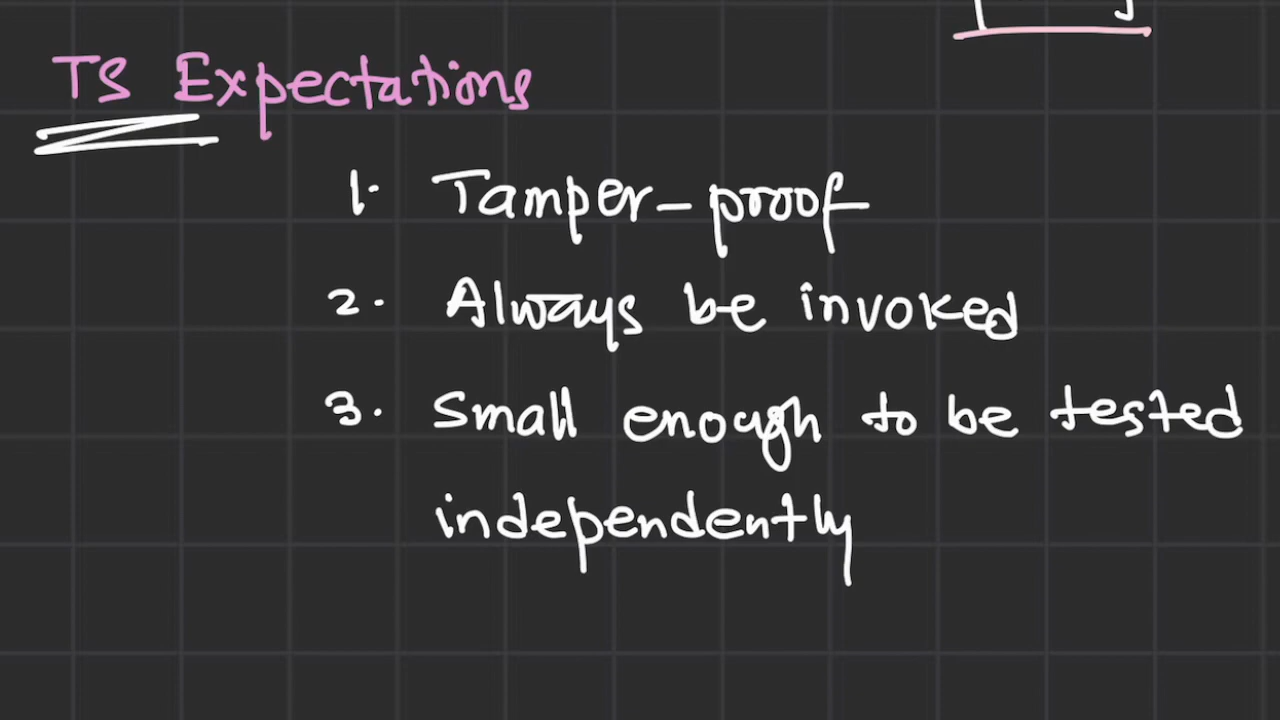 TS Expectations
1. Tamper-proof
2. Always be invoked
3. Small enough to be tested
independently